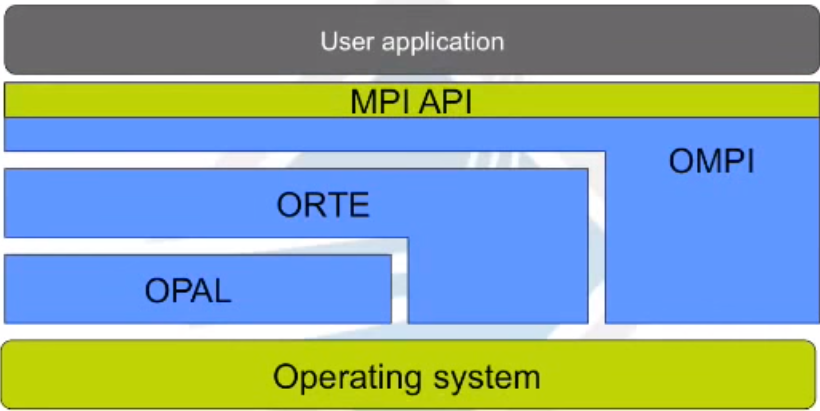 User application
MPI API
OMPI
ORTE
OPAL
Operating system